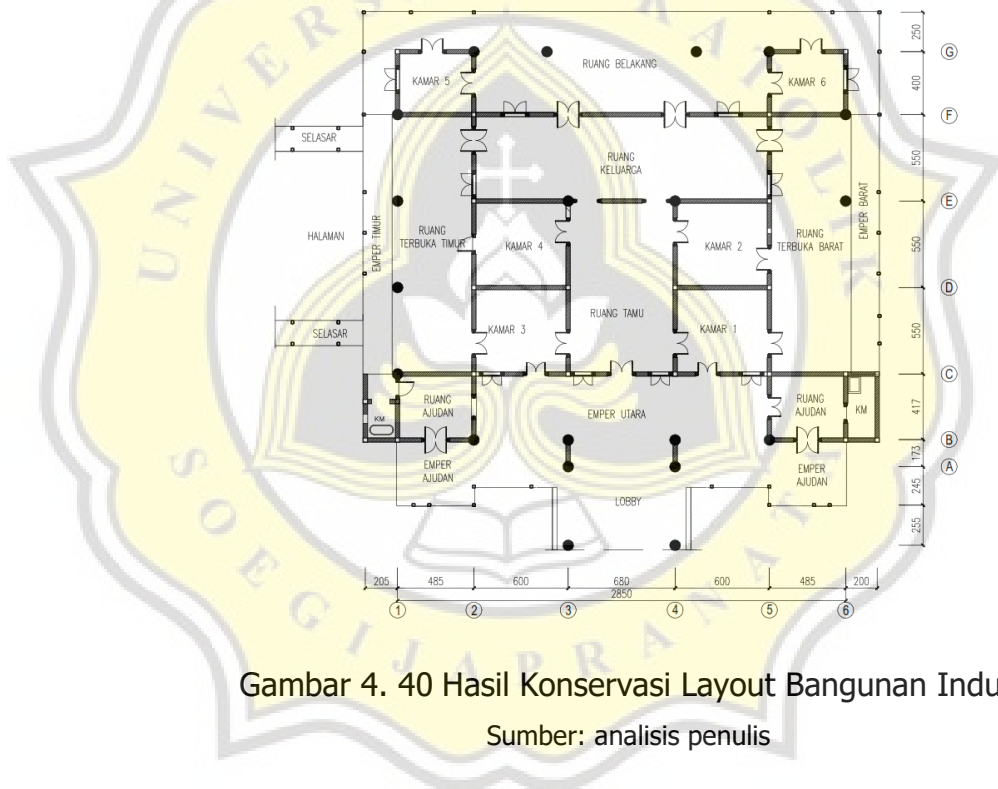 UNIVERSITAS KATOLIK
SOEGIJAPRANATA
RUANG BELAKANG
KAMAR 5
KAMAR 6
SELASAR
RUANG
KELUARGA
HALAMAN
EMPER TIMUR
RUANG
TERBUKA TIMUR
KAMAR 4
KAMAR 2
RUANG
TERBUKA BARAT
EMPER BARAT
SELASAR
KAMAR 3
RUANG TAMU
KAMAR 1
KM
RUANG
AJUDAN
EMPER UTARA
RUANG
AJUDAN
KM
EMPER
AJUDAN
EMPER
AJUDAN
LOBBY
250
400
550
550
550
417
173
245
255
G
F
E
D
C
B
A
205 485 600 680 600 485 200
2850
1 2 3 4 5 6
Gambar 4. 40 Hasil Konservasi Layout Bangunan Indu
Sumber: analisis penulis